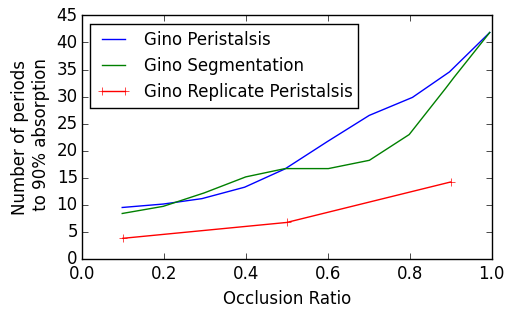 45
40
35
30
25
20
15
10
5
0
Number of periods
to 90% absorption
Gino Peristalsis
Gino Segmentation
Gino Replicate Peristalsis
0.0 0.2 0.4 0.6 0.8 1.0
Occlusion Ratio